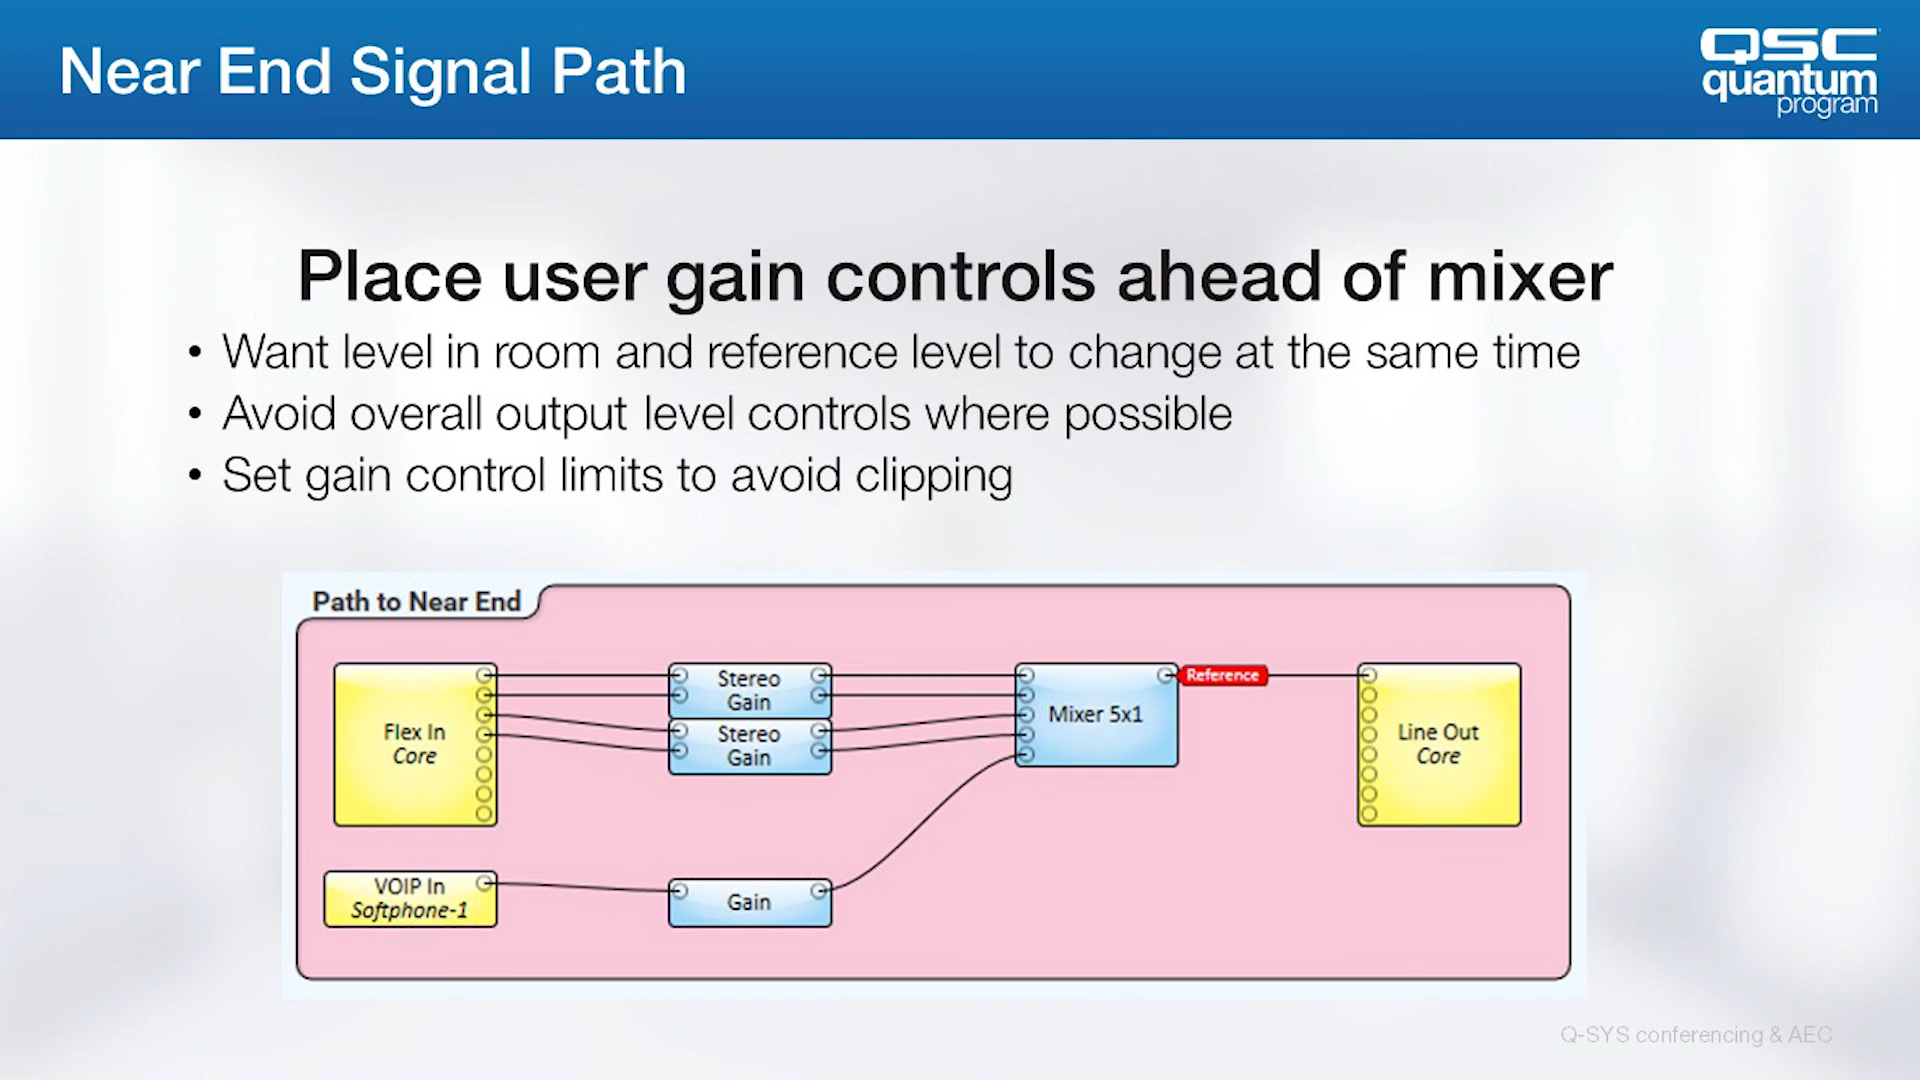 Near End Signal Path
QSC
quantum
program
Place user gain controls ahead of mixer
• Want level in room and reference level to change at the same time
• Avoid overall output level controls where possible
• Set gain control limits to avoid clipping
Path to Near End
Flex In
Core
Stereo
Gain
Stereo
Gain
Mixer 5x1
Reference
Line Out
Core
VOIP In
Softphone-1
Gain
Q-SYS conferencing & AEC